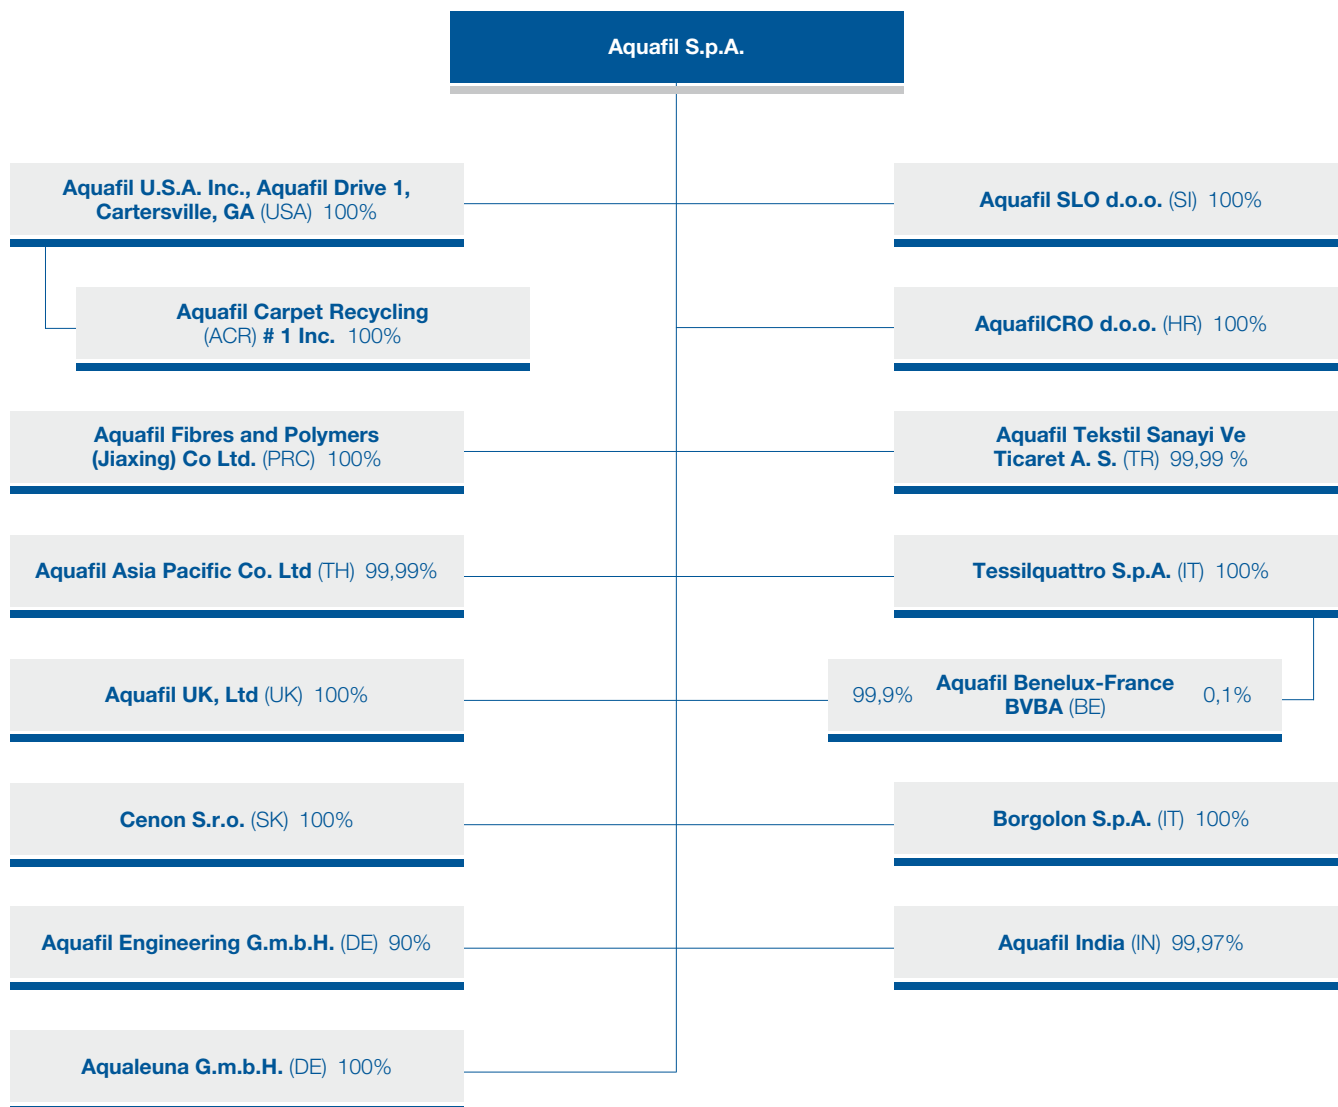 Aquafil S.p.A.
Aquafil U.S.A. Inc., Aquafil Drive 1,
Cartersville, GA (USA) 100%
Aquafil SLO d.o.o. (SI) 100%
Aquafil Carpet Recycling
(ACR) # 1 Inc. 100%
AquafilCRO d.o.o. (HR) 100%
Aquafil Fibres and Polymers
(Jiaxing) Co Ltd. (PRC) 100%
Aquafil Tekstil Sanayi Ve
Ticaret A. S. (TR) 99,99 %
Aquafil Asia Pacific Co. Ltd (TH) 99,99%
Tessilquattro S.p.A. (IT) 100%
Aquafil UK, Ltd (UK) 100%
99,9%
Aquafil Benelux-France
BVBA (BE)
0,1%
Cenon S.r.o. (SK) 100%
Borgolon S.p.A. (IT) 100%
Aquafil Engineering G.m.b.H. (DE) 90%
Aquafil India (IN) 99,97%
Aqualeuna G.m.b.H. (DE) 100%